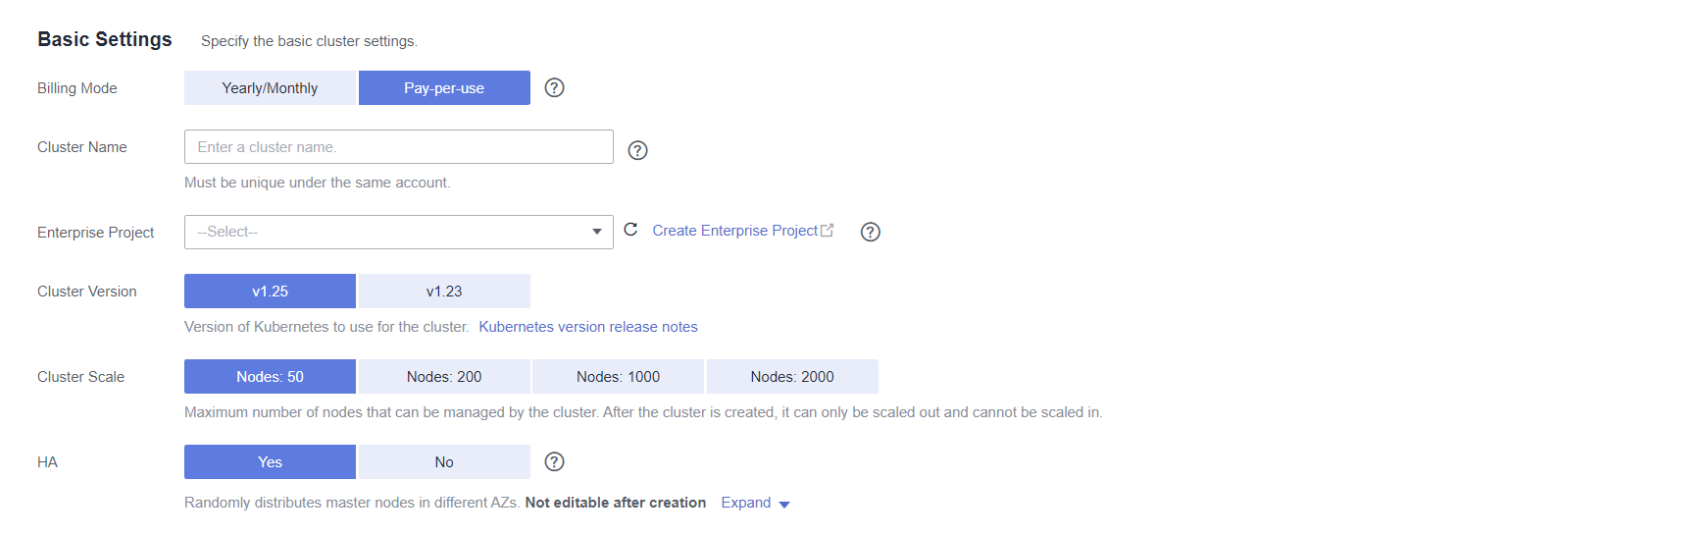 Basic Settings Specify the basic cluster settings.
Billing Mode Yearly/Monthly Pay-per-use ?
Cluster Name Enter a cluster name. ?
Must be unique under the same account.
Enterprise Project --Select-- Create Enterprise Project ?
Cluster Version v1.25 v1.23
Version of Kubernetes to use for the cluster. Kubernetes version release notes
Cluster Scale Nodes: 50 Nodes: 200 Nodes: 1000 Nodes: 2000
Maximum number of nodes that can be managed by the cluster. After the cluster is created, it can only be scaled out and cannot be scaled in.
HA Yes No ?
Randomly distributes master nodes in different AZs. Not editable after creation Expand